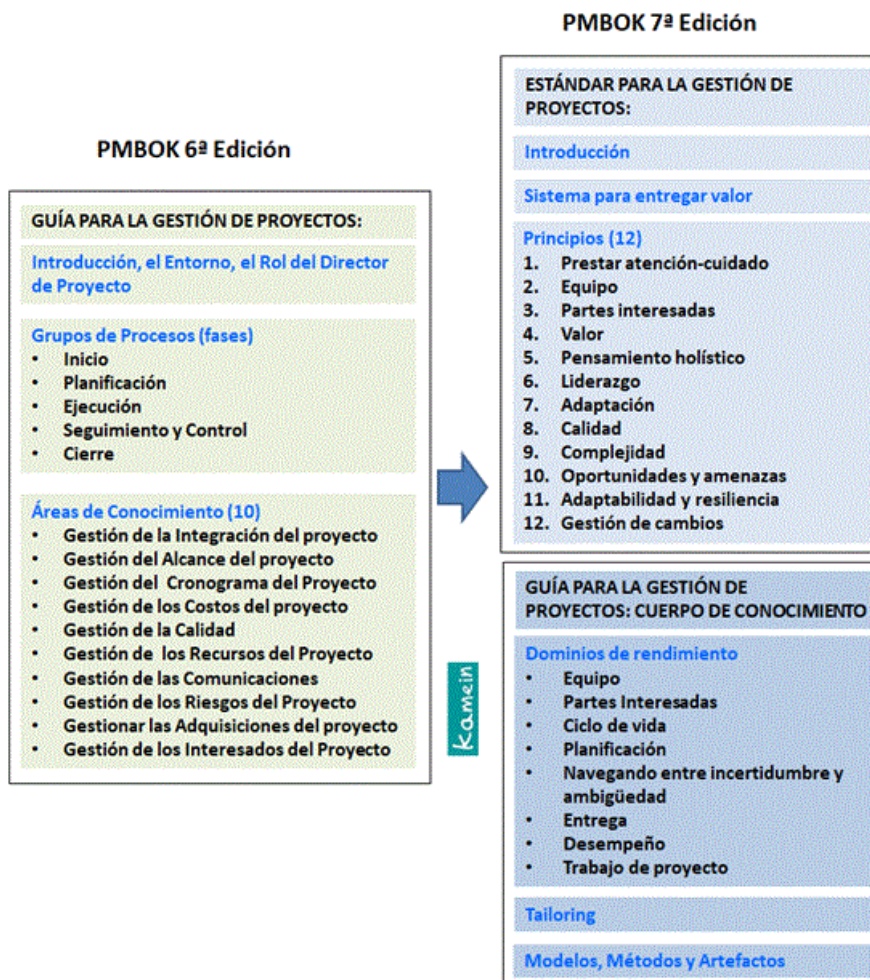 PMBOK 6ª Edición
GUÍA PARA LA GESTIÓN DE PROYECTOS:
Introducción, el Entorno, el Rol del Director
de Proyecto
Grupos de Procesos (fases)
• Inicio
• Planificación
• Ejecución
• Seguimiento y Control
• Cierre
Áreas de Conocimiento (10)
• Gestión de la Integración del proyecto
• Gestión del Alcance del proyecto
• Gestión del Cronograma del Proyecto
• Gestión de los Costos del proyecto
• Gestión de la Calidad
• Gestión de los Recursos del Proyecto
• Gestión de las Comunicaciones
• Gestión de los Riesgos del Proyecto
• Gestionar las Adquisiciones del proyecto
• Gestión de los Interesados del Proyecto
kamein
PMBOK 7ª Edición
ESTÁNDAR PARA LA GESTIÓN DE
PROYECTOS:
Introducción
Sistema para entregar valor
Principios (12)
1. Prestar atención-cuidado
2. Equipo
3. Partes interesadas
4. Valor
5. Pensamiento holístico
6. Liderazgo
7. Adaptación
8. Calidad
9. Complejidad
10. Oportunidades y amenazas
11. Adaptabilidad y resiliencia
12. Gestión de cambios
GUÍA PARA LA GESTIÓN DE
PROYECTOS: CUERPO DE CONOCIMIENTO
Dominios de rendimiento
• Equipo
• Partes Interesadas
• Ciclo de vida
• Planificación
• Navegando entre incertidumbre y
ambigüedad
• Entrega
• Desempeño
• Trabajo de proyecto
Tailoring
Modelos, Métodos y Artefactos